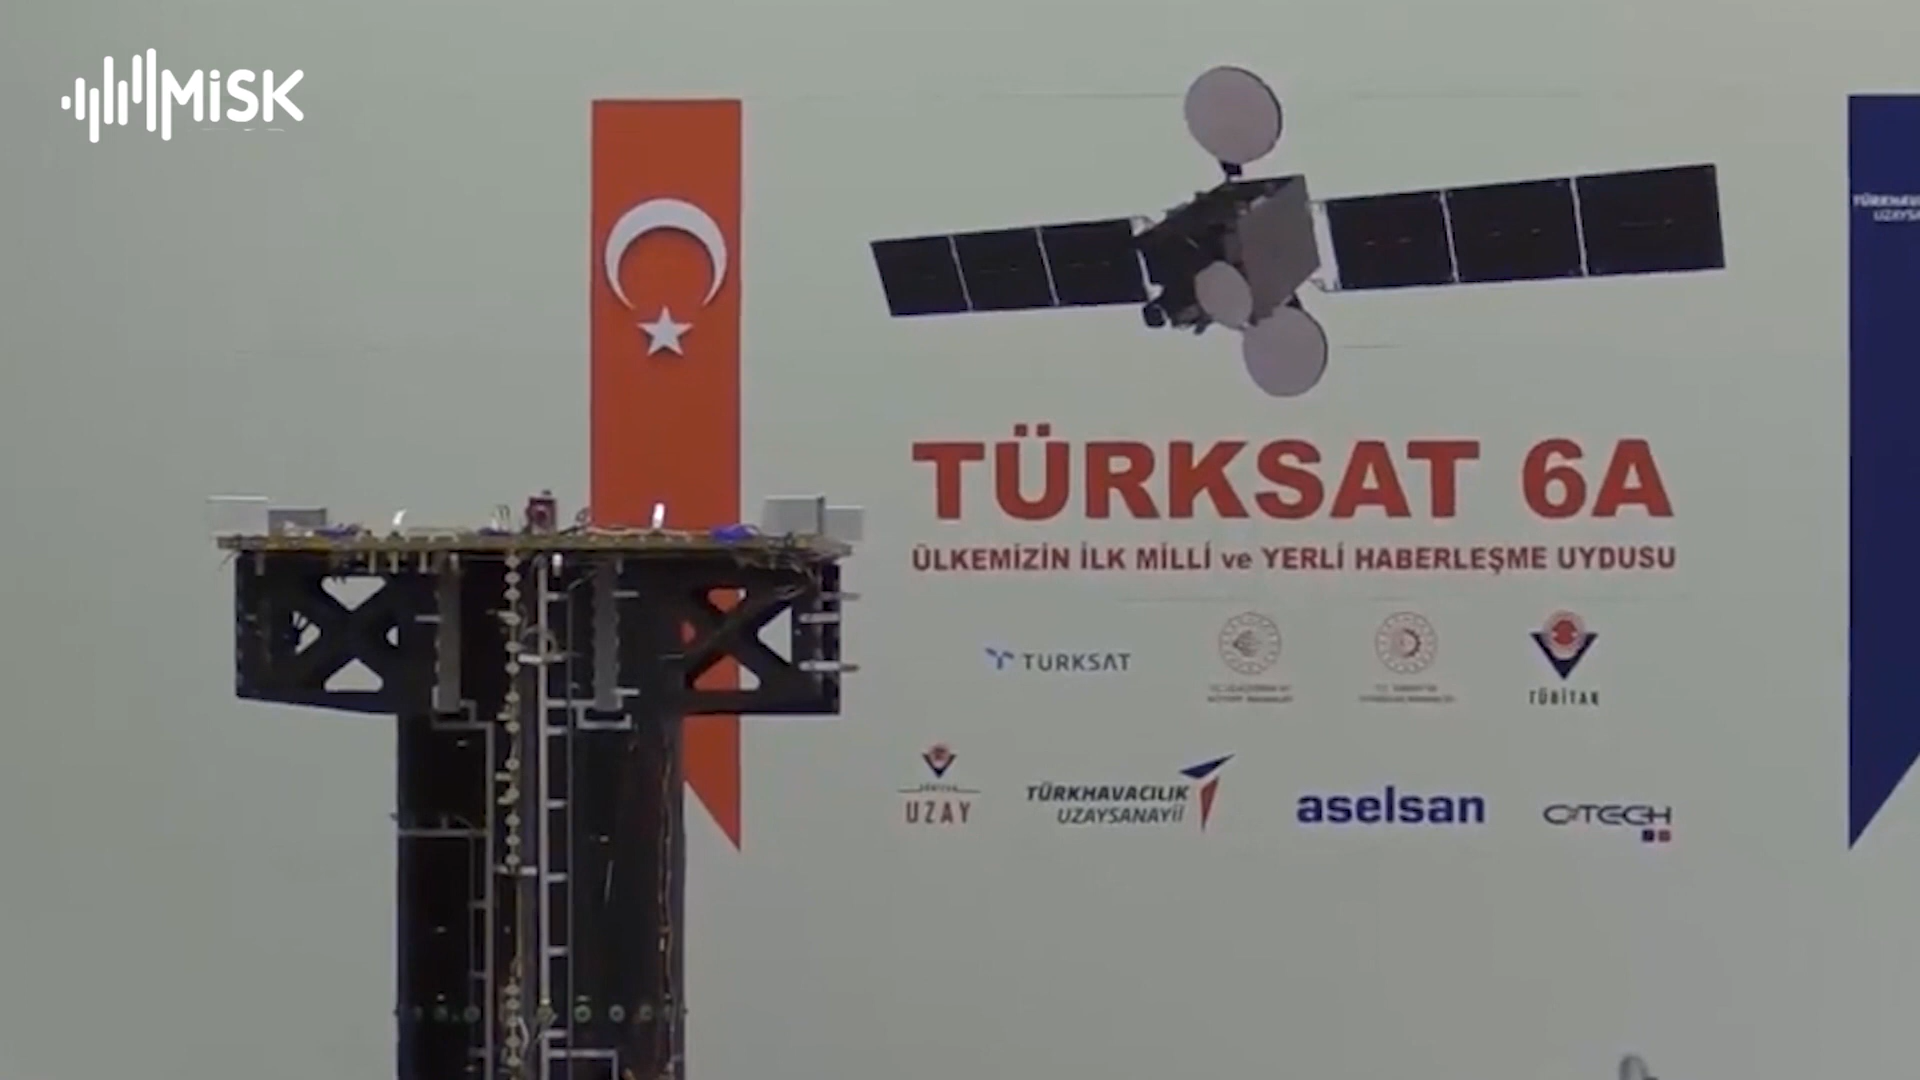 MiSK
TÜRKSAT 6A
ÜLKEMİZİN İLK MİLLİ ve YERLİ HABERLEŞME UYDUSU
TÜRKSAT
TÜBİTAK
UZAY
TÜRKHAVACILIK
UZAYSANAYİİ
aselsan
CTECH